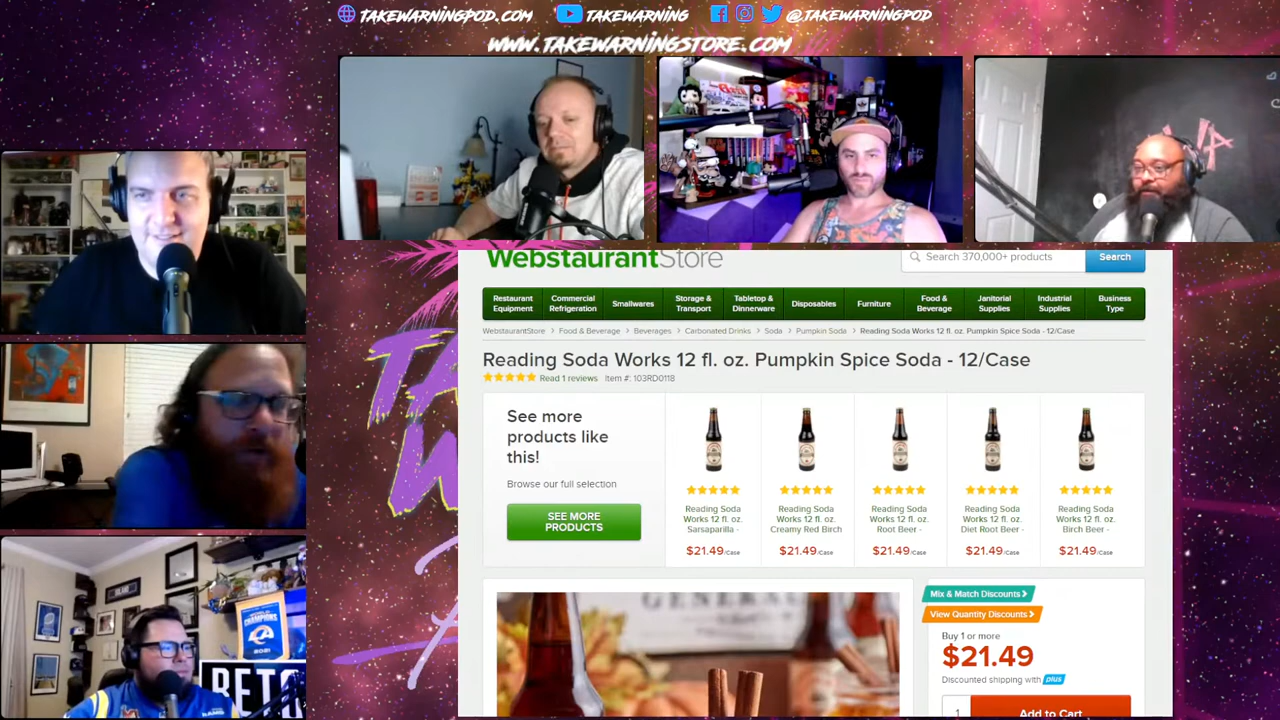 TAKEWARNINGPOD.COM
TAKEWARNING
@TAKEWARNINGPOD
WWW.TAKEWARNINGSTORE.COM
WebstaurantStore
Search 370,000+ products
Search
Restaurant Equipment
Commercial Refrigeration
Smallwares
Storage & Transport
Tabletop & Dinnerware
Disposables
Furniture
Food & Beverage
Janitorial Supplies
Industrial Supplies
Business Type
WebstaurantStore > Food & Beverage > Beverages > Carbonated Drinks > Soda > Pumpkin Soda > Reading Soda Works 12 fl. oz. Pumpkin Spice Soda - 12/Case
Reading Soda Works 12 fl. oz. Pumpkin Spice Soda - 12/Case
Read 1 reviews Item #: 103RD0118
See more
products like
this!
Browse our full selection
SEE MORE
PRODUCTS
Reading Soda
Works 12 fl. oz.
Sarsaparilla -
$21.49/Case
Reading Soda
Works 12 fl. oz.
Creamy Red Birch
$21.49/Case
Reading Soda
Works 12 fl. oz.
Root Beer -
$21.49/Case
Reading Soda
Works 12 fl. oz.
Diet Root Beer -
$21.49/Case
Reading Soda
Works 12 fl. oz.
Birch Beer -
$21.49/Case
Mix & Match Discounts >
View Quantity Discounts >
Buy 1 or more
$21.49
Discounted shipping with plus
1
Add to Cart
GENERAL
CHAMPIONS
2021
BETO
RAMS